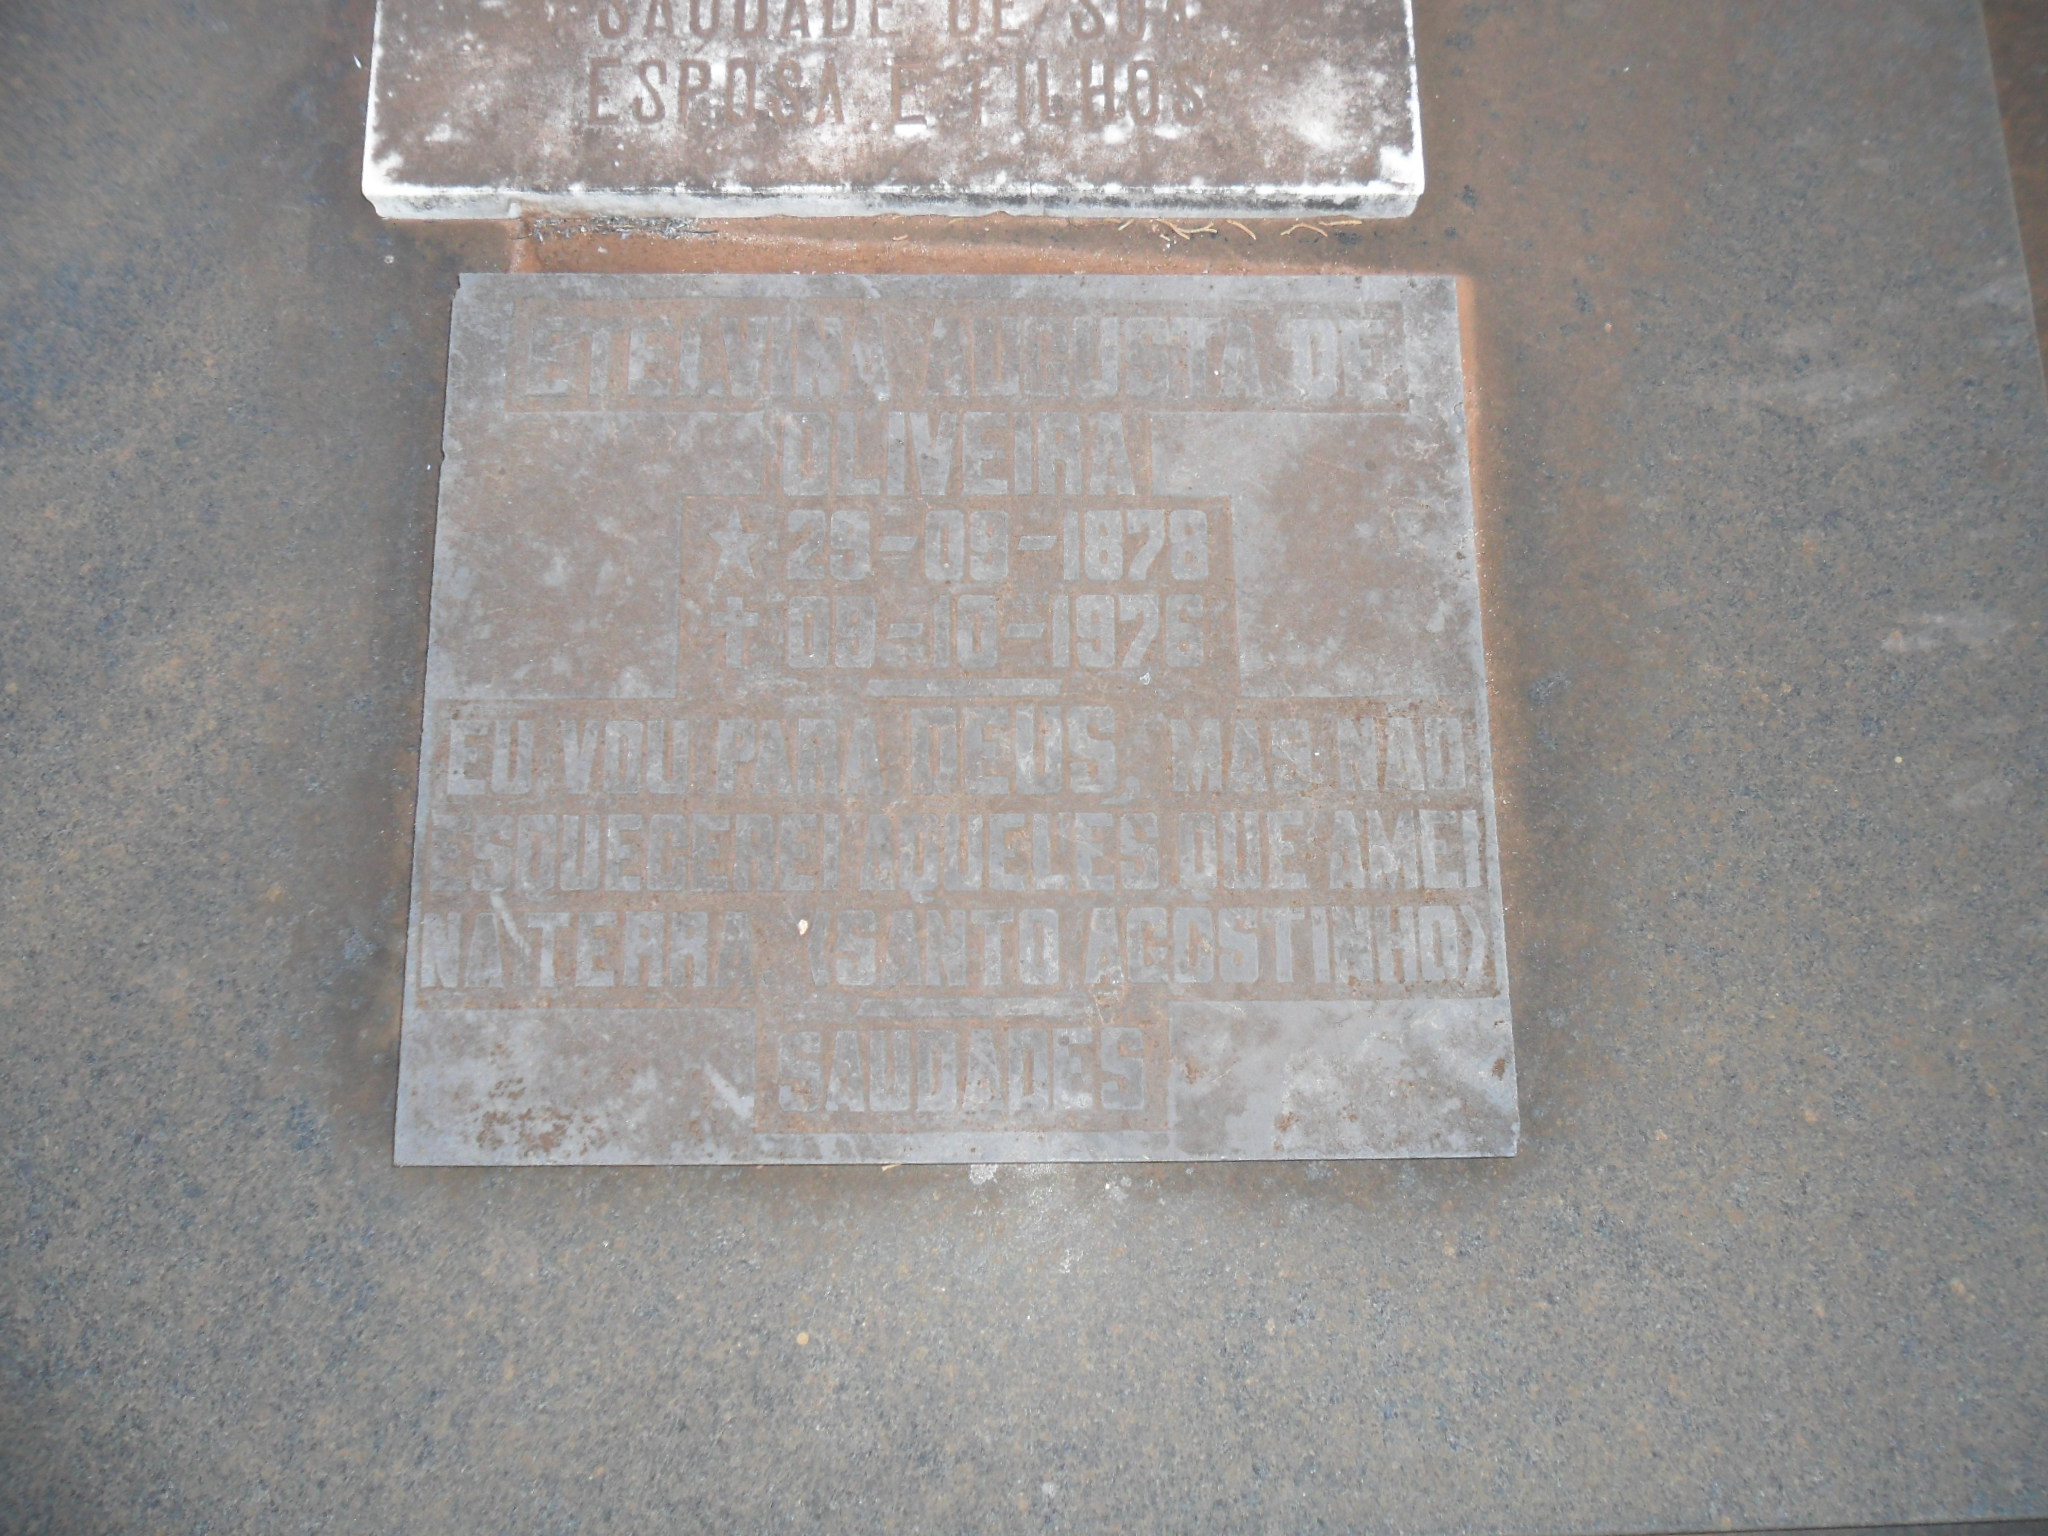 SAUDADE DE SUA
ESPOSA E FILHOS
ETELVINA AUGUSTA DE
OLIVEIRA
★ 29-09-1878
✝ 09-10-1976
EU VOU PARA DEUS, MAS NÃO
ESQUECEREI AQUELES QUE AMEI
NA TERRA. (SANTO AGOSTINHO)
SAUDADES